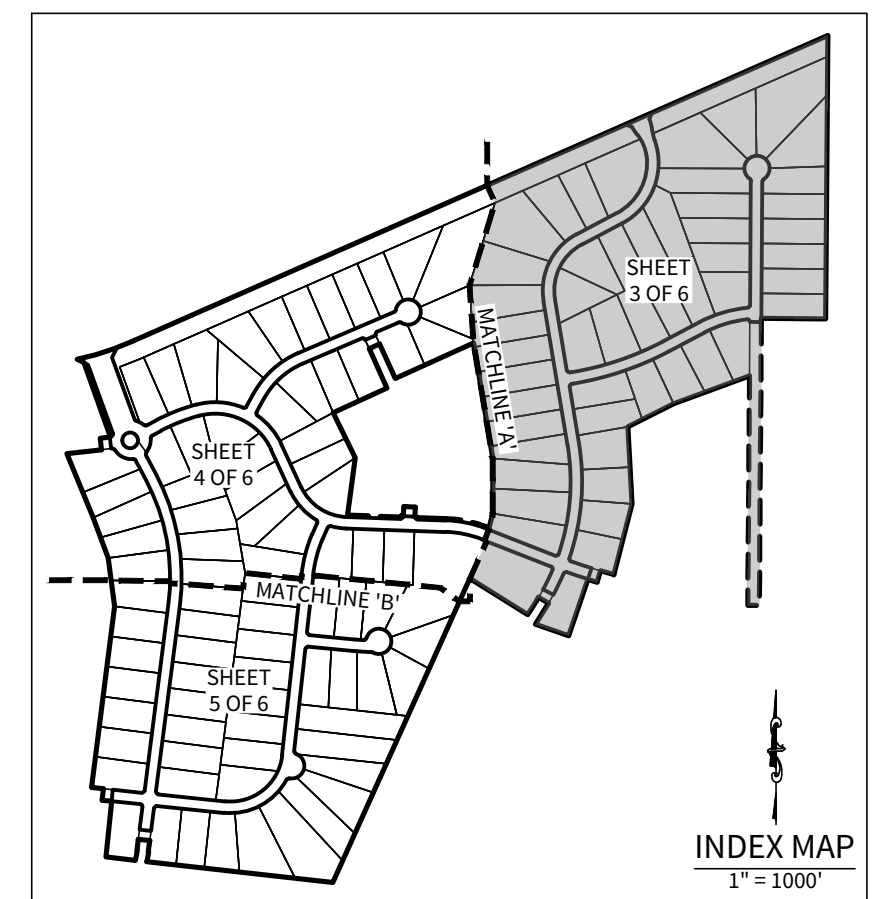 SHEET
3 OF 6
MATCHLINE 'A'
SHEET
4 OF 6
MATCHLINE 'B'
SHEET
5 OF 6
INDEX MAP
1" = 1000'